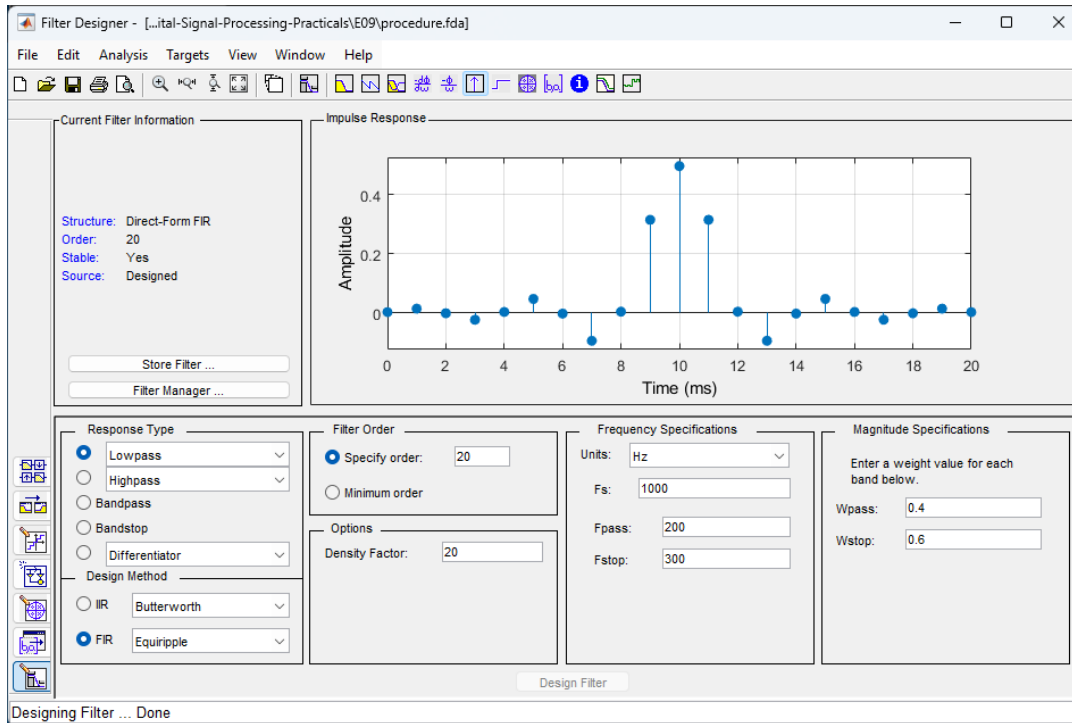 Filter Designer - [...ital-Signal-Processing-Practicals\E09\procedure.fda]
File Edit Analysis Targets View Window Help
Current Filter Information
Structure: Direct-Form FIR
Order: 20
Stable: Yes
Source: Designed
Store Filter ...
Filter Manager ...
Impulse Response
Amplitude
0.4
0.2
0
0 2 4 6 8 10 12 14 16 18 20
Time (ms)
Response Type
Lowpass
Highpass
Bandpass
Bandstop
Differentiator
Design Method
IIR Butterworth
FIR Equiripple
Filter Order
Specify order: 20
Minimum order
Options
Density Factor: 20
Frequency Specifications
Units: Hz
Fs: 1000
Fpass: 200
Fstop: 300
Magnitude Specifications
Enter a weight value for each
band below.
Wpass: 0.4
Wstop: 0.6
Design Filter
Designing Filter ... Done